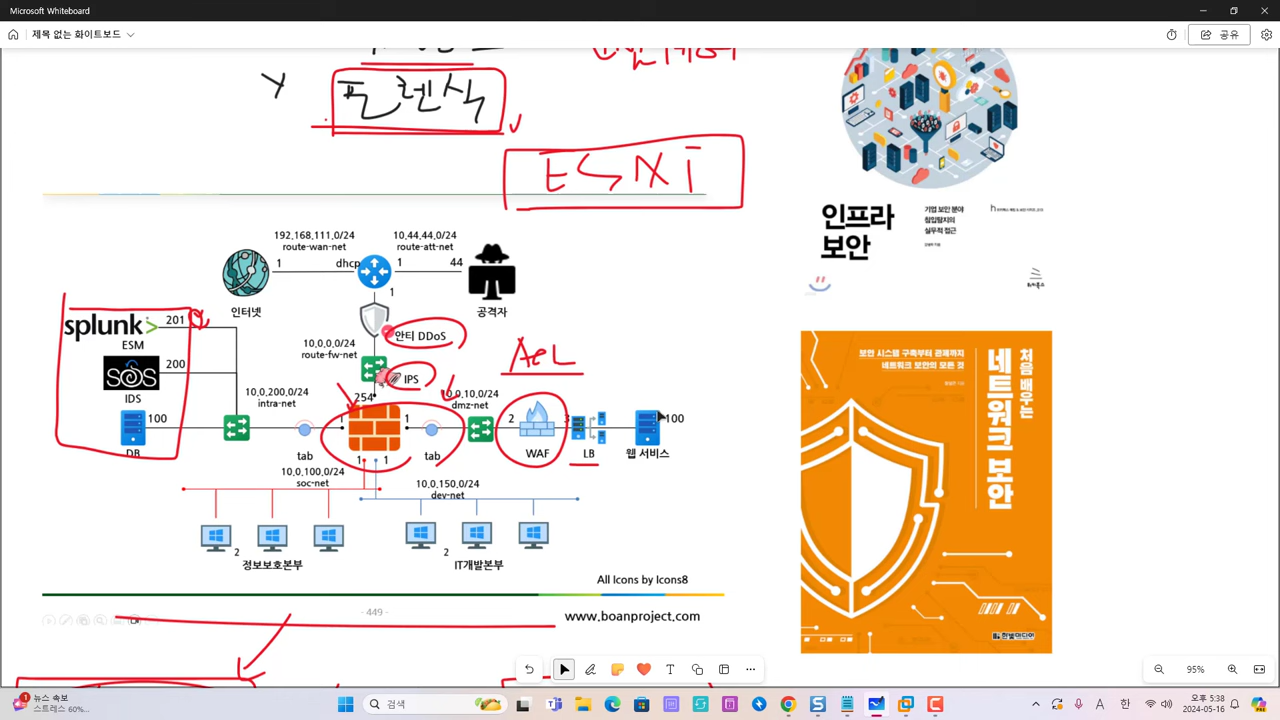 Microsoft Whiteboard
제목 없는 화이트보드
공유
Y
포렌식
ESXI
192.168.111.0/24
route-wan-net
10.44.44.0/24
route-att-net
1
dhcp
1
44
1
인터넷
공격자
splunk>
201
ESM
안티 DDoS
10.0.0.0/24
route-fw-net
ACL
SOS
200
IDS
IPS
254
10.0.200.0/24
intra-net
10.0.10.0/24
dmz-net
100
DB
1
1
2
3
100
tab
tab
WAF
LB
웹 서비스
1
1
10.0.100.0/24
soc-net
10.0.150.0/24
dev-net
2
2
정보보호본부
IT개발본부
All Icons by Icons8
- 449 -
www.boanproject.com
인프라
보안
기업 보안 분야
침입탐지의
실무적 접근
보안 시스템 구축부터 관제까지
네트워크 보안의 모든 것
처음 배우는
네트워크 보안
한빛미디어
95%
1
뉴스 속보
스트레스 60%...
검색
A
한
오후 5:38
2024-05-16